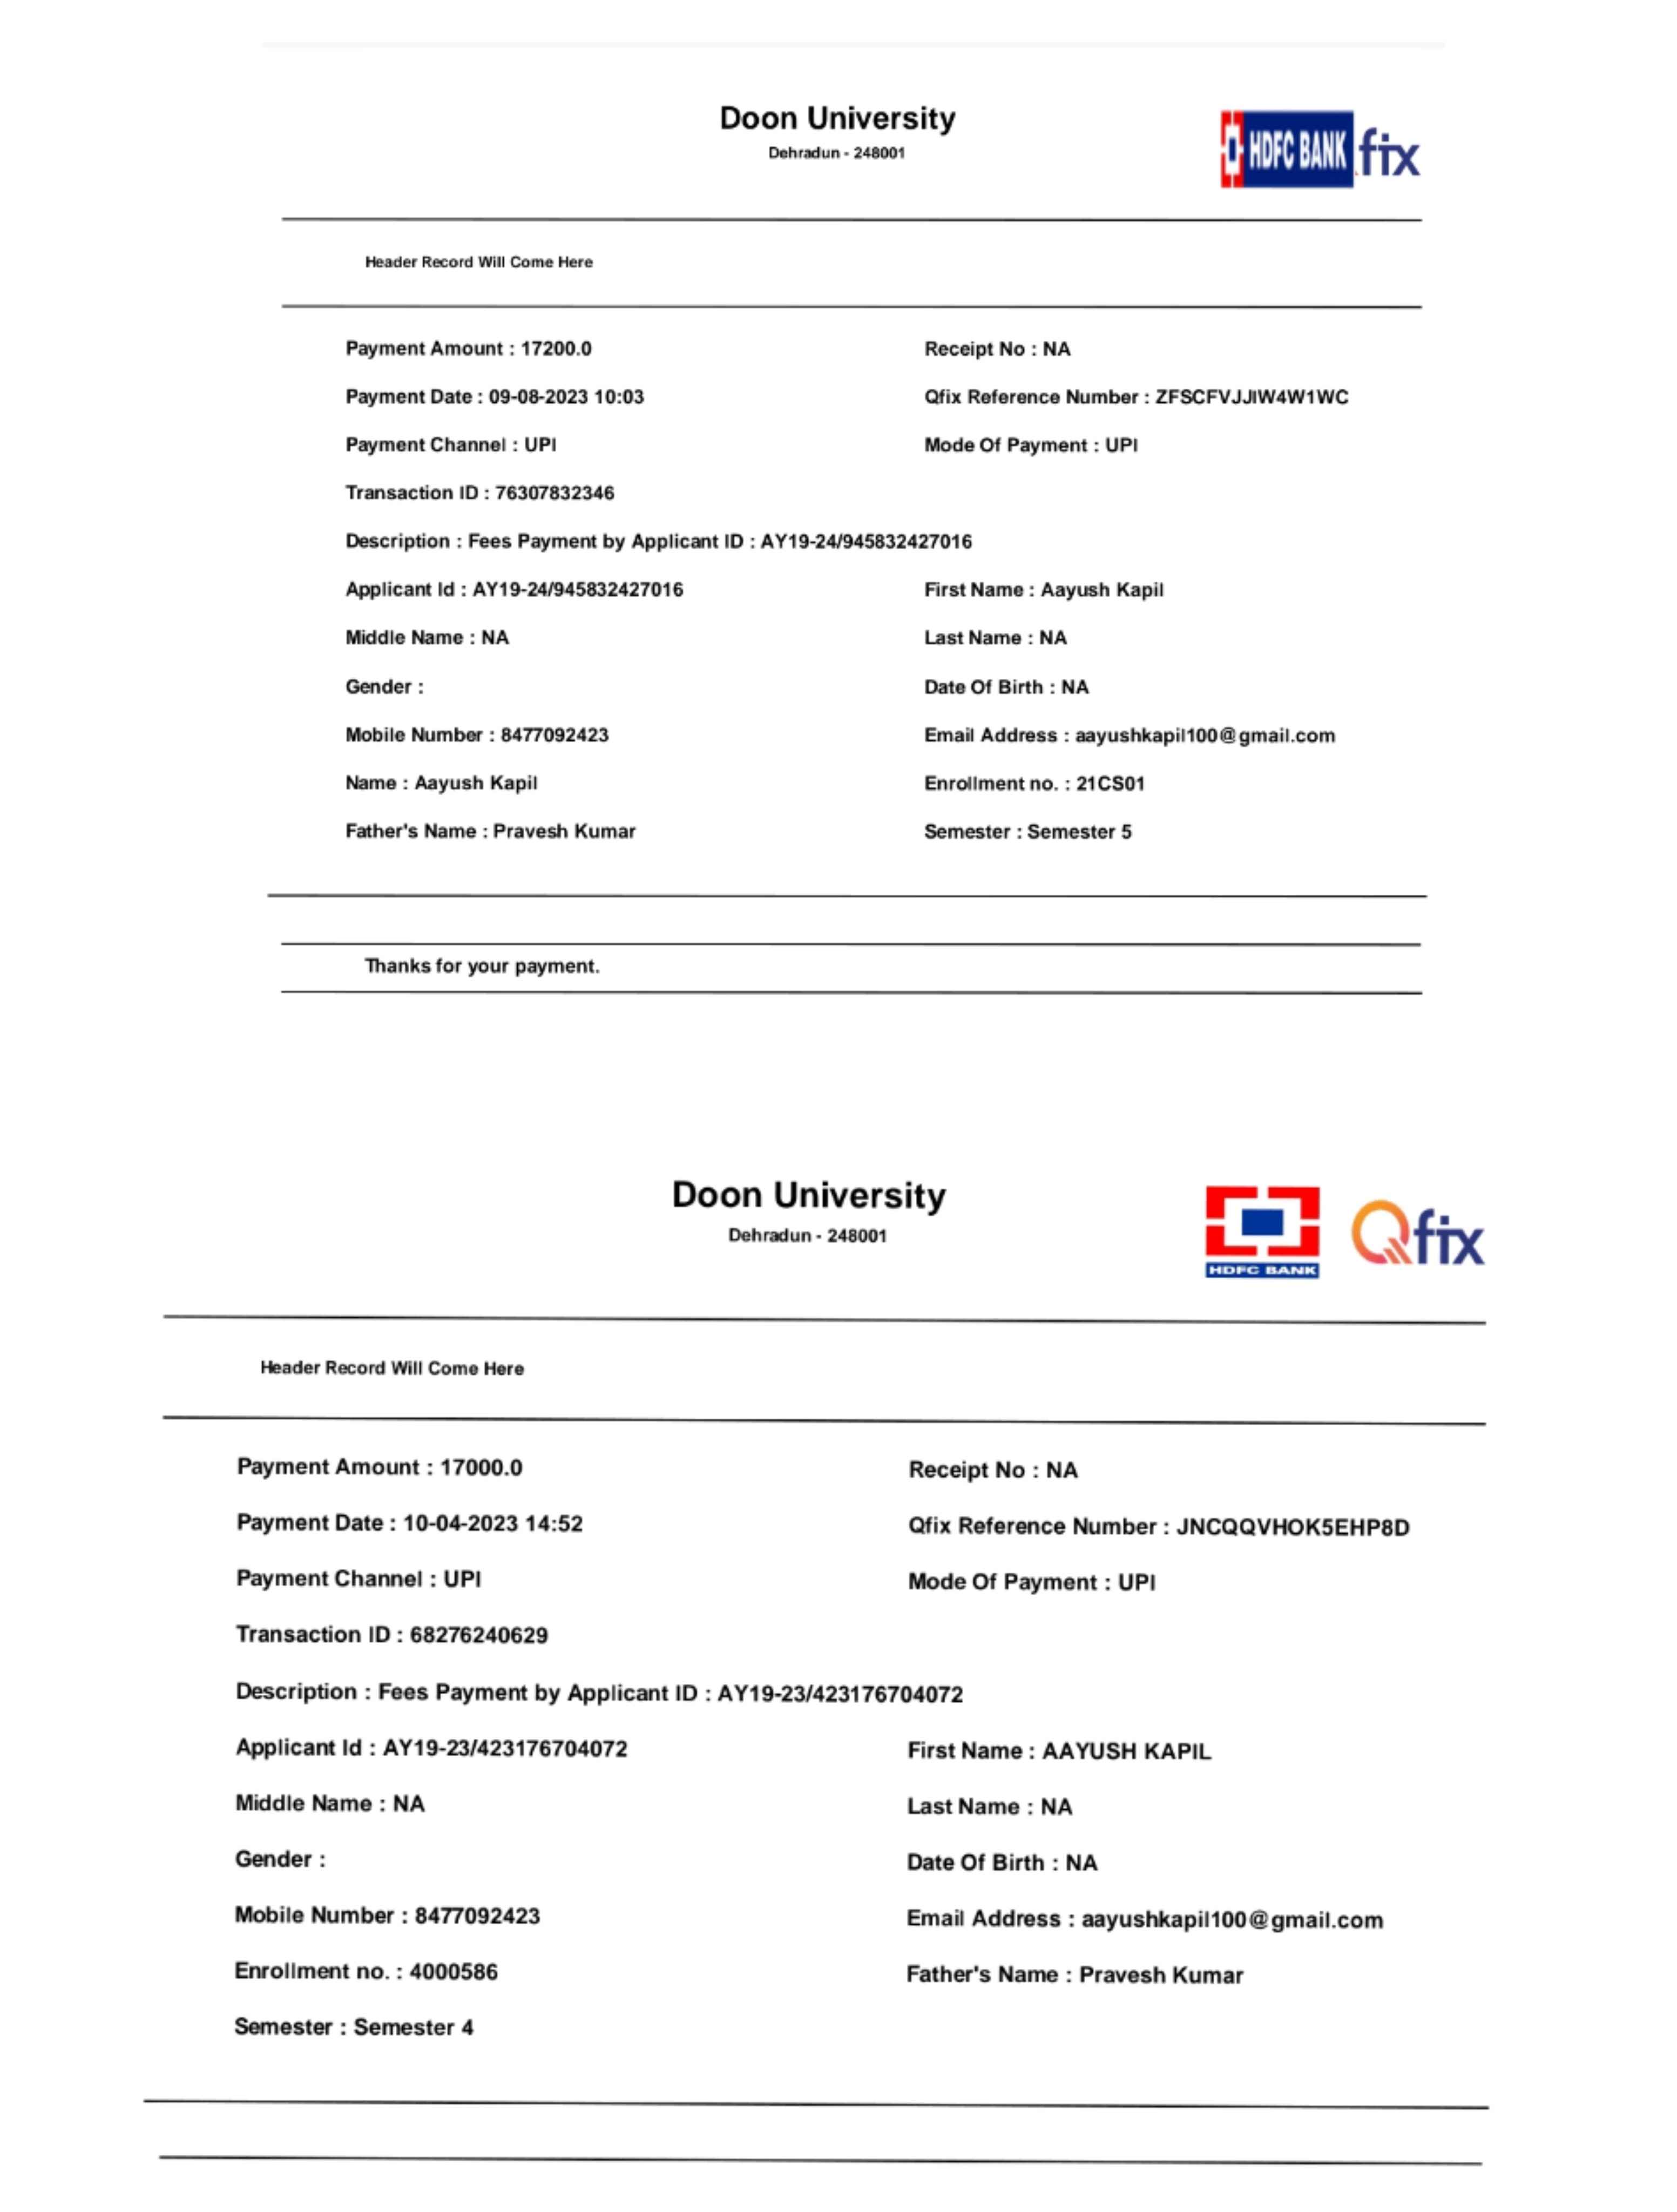 Doon University
Dehradun - 248001
HDFC BANK fix
Header Record Will Come Here
Payment Amount : 17200.0 Receipt No : NA
Payment Date : 09-08-2023 10:03 Qfix Reference Number : ZFSCFVJJIW4W1WC
Payment Channel : UPI Mode Of Payment : UPI
Transaction ID : 76307832346
Description : Fees Payment by Applicant ID : AY19-24/945832427016
Applicant Id : AY19-24/945832427016 First Name : Aayush Kapil
Middle Name : NA Last Name : NA
Gender : Date Of Birth : NA
Mobile Number : 8477092423 Email Address : aayushkapil100@gmail.com
Name : Aayush Kapil Enrollment no. : 21CS01
Father's Name : Pravesh Kumar Semester : Semester 5
Thanks for your payment.
Doon University
Dehradun - 248001
HDFC BANK Qfix
Header Record Will Come Here
Payment Amount : 17000.0 Receipt No : NA
Payment Date : 10-04-2023 14:52 Qfix Reference Number : JNCQQVHOK5EHP8D
Payment Channel : UPI Mode Of Payment : UPI
Transaction ID : 68276240629
Description : Fees Payment by Applicant ID : AY19-23/423176704072
Applicant Id : AY19-23/423176704072 First Name : AAYUSH KAPIL
Middle Name : NA Last Name : NA
Gender : Date Of Birth : NA
Mobile Number : 8477092423 Email Address : aayushkapil100@gmail.com
Enrollment no. : 4000586 Father's Name : Pravesh Kumar
Semester : Semester 4